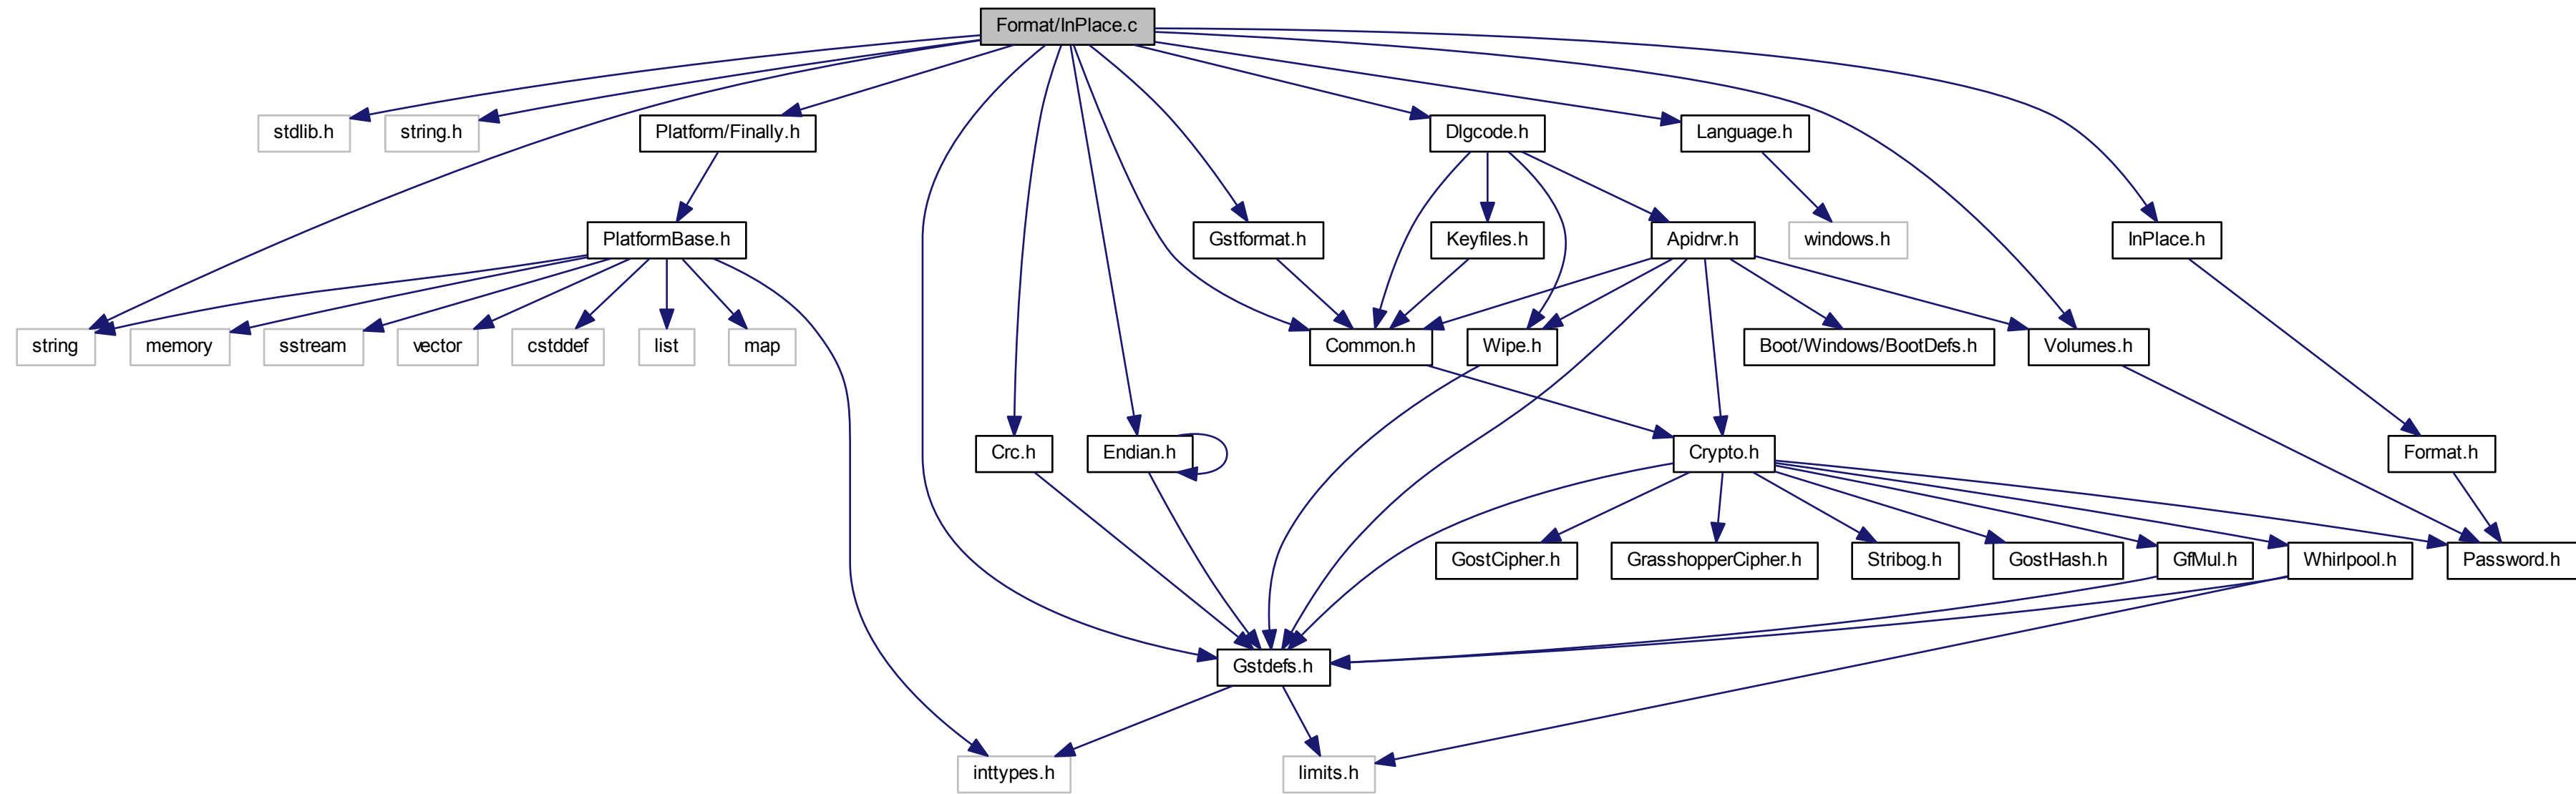 Format/InPlace.c
stdlib.h
string.h
Platform/Finally.h
Dlgcode.h
Language.h
PlatformBase.h
Gstformat.h
Keyfiles.h
Apidrvr.h
windows.h
InPlace.h
string
memory
sstream
vector
cstddef
list
map
Common.h
Wipe.h
Boot/Windows/BootDefs.h
Volumes.h
Crc.h
Endian.h
Crypto.h
Format.h
GostCipher.h
GrasshopperCipher.h
Stribog.h
GostHash.h
GfMul.h
Whirlpool.h
Password.h
Gstdefs.h
inttypes.h
limits.h